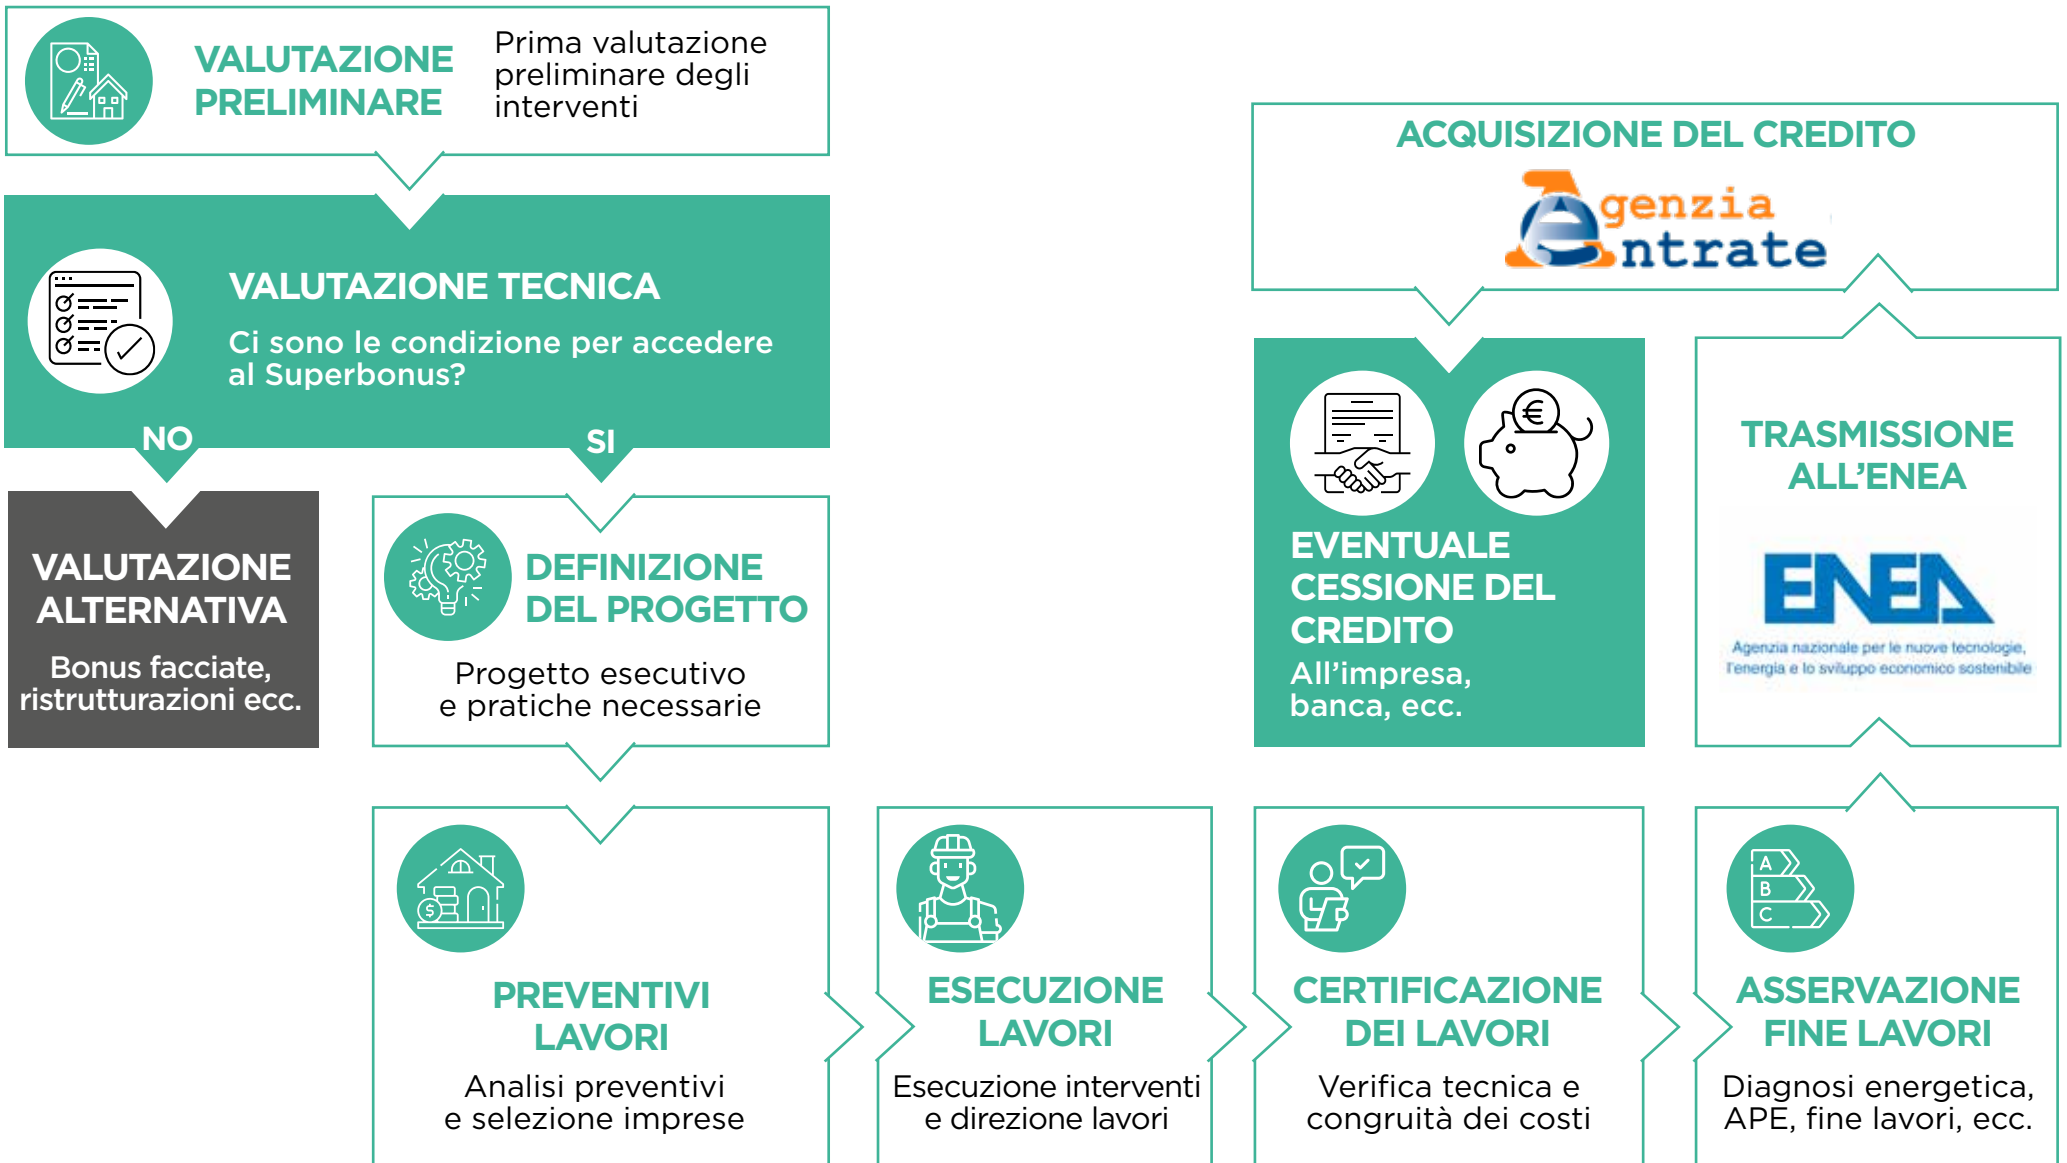 VALUTAZIONE
PRELIMINARE
Prima valutazione
preliminare degli
interventi
VALUTAZIONE TECNICA
Ci sono le condizione per accedere
al Superbonus?
NO
SI
VALUTAZIONE
ALTERNATIVA
Bonus facciate,
ristrutturazioni ecc.
DEFINIZIONE
DEL PROGETTO
Progetto esecutivo
e pratiche necessarie
$
PREVENTIVI
LAVORI
Analisi preventivi
e selezione imprese
ESECUZIONE
LAVORI
Esecuzione interventi
e direzione lavori
CERTIFICAZIONE
DEI LAVORI
Verifica tecnica e
congruità dei costi
A
B
C
ASSERVAZIONE
FINE LAVORI
Diagnosi energetica,
APE, fine lavori, ecc.
TRASMISSIONE
ALL'ENEA
ENEA
Agenzia nazionale per le nuove tecnologie,
l'energia e lo sviluppo economico sostenibile
ACQUISIZIONE DEL CREDITO
Agenzia
entrate
€
EVENTUALE
CESSIONE DEL
CREDITO
All'impresa,
banca, ecc.